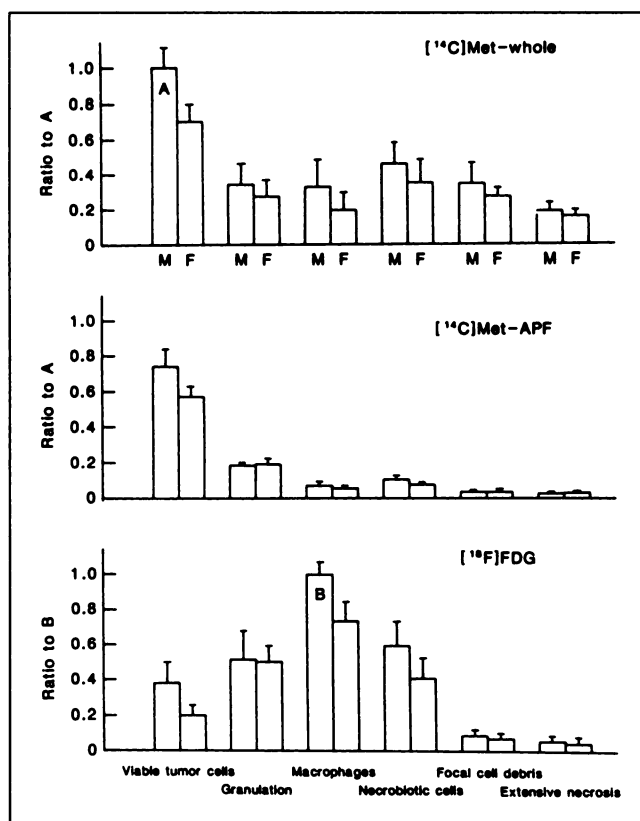 [¹⁴C]Met-whole
Ratio to A
1.0
0.8
0.6
0.4
0.2
0
A
M F M F M F M F M F M F
[¹⁴C]Met-APF
Ratio to A
1.0
0.8
0.6
0.4
0.2
0
[¹⁸F]FDG
Ratio to B
1.0
0.8
0.6
0.4
0.2
0
B
Viable tumor cells Macrophages Focal cell debris
Granulation Necrobiotic cells Extensive necrosis